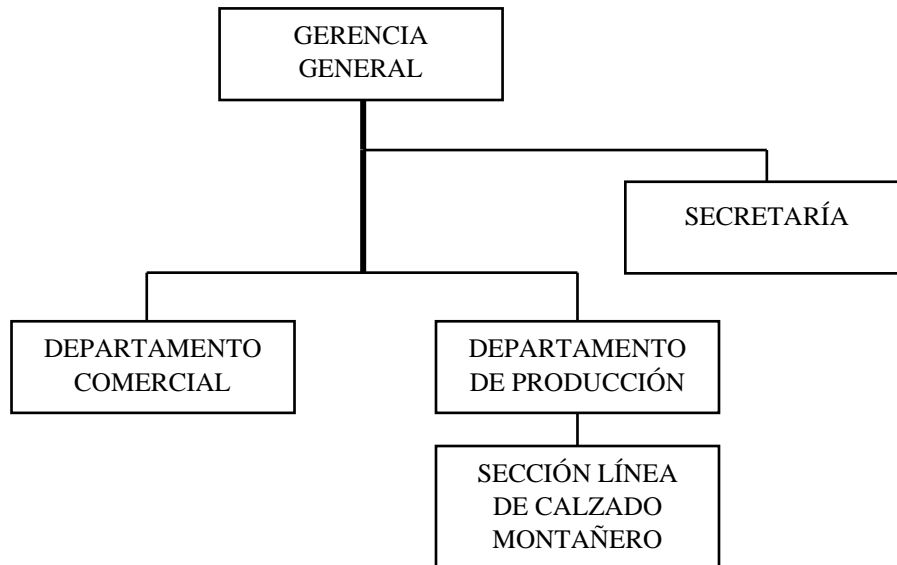 GERENCIA
GENERAL
SECRETARÍA
DEPARTAMENTO
COMERCIAL
DEPARTAMENTO
DE PRODUCCIÓN
SECCIÓN LÍNEA
DE CALZADO
MONTAÑERO